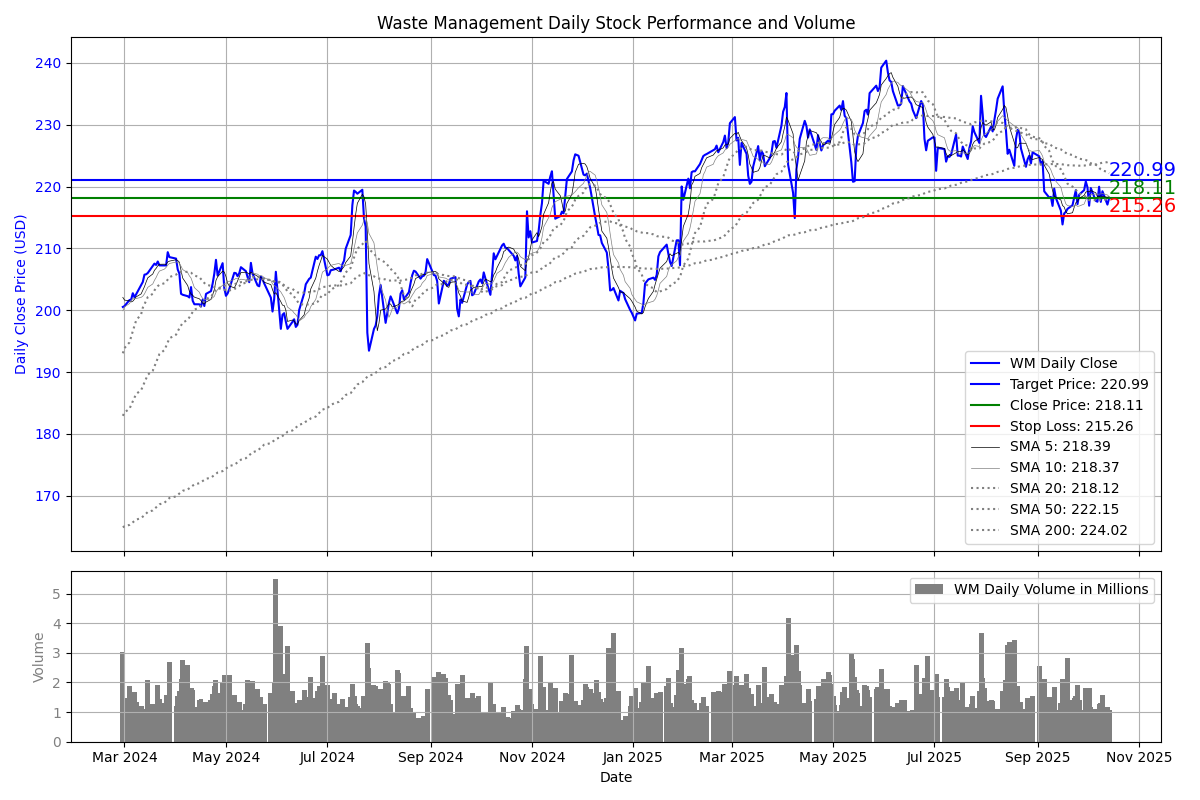 Waste Management Daily Stock Performance and Volume
Daily Close Price (USD)
240
230
220
210
200
190
180
170
220.99
218.11
215.26
WM Daily Close
Target Price: 220.99
Close Price: 218.11
Stop Loss: 215.26
SMA 5: 218.39
SMA 10: 218.37
SMA 20: 218.12
SMA 50: 222.15
SMA 200: 224.02
Volume
5
4
3
2
1
0
WM Daily Volume in Millions
Mar 2024 May 2024 Jul 2024 Sep 2024 Nov 2024 Jan 2025 Mar 2025 May 2025 Jul 2025 Sep 2025 Nov 2025
Date